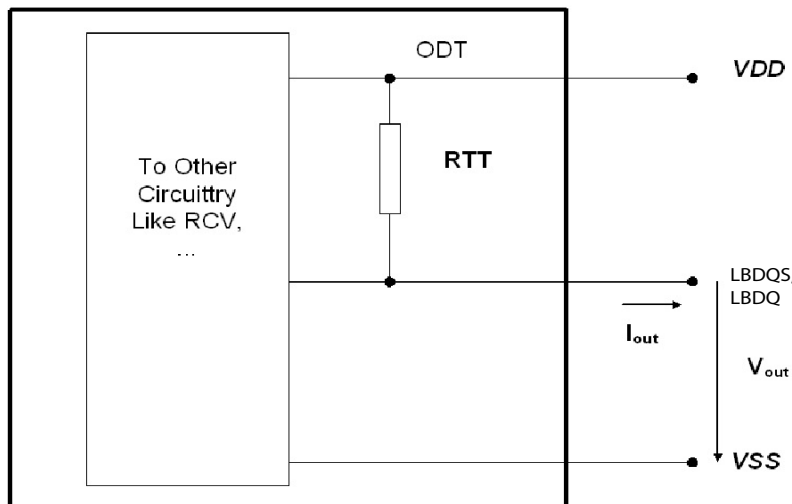 ODT
VDD
To Other
Circuittry
Like RCV,
...
RTT
LBDQS,
LBDQ
Iout
Vout
VSS